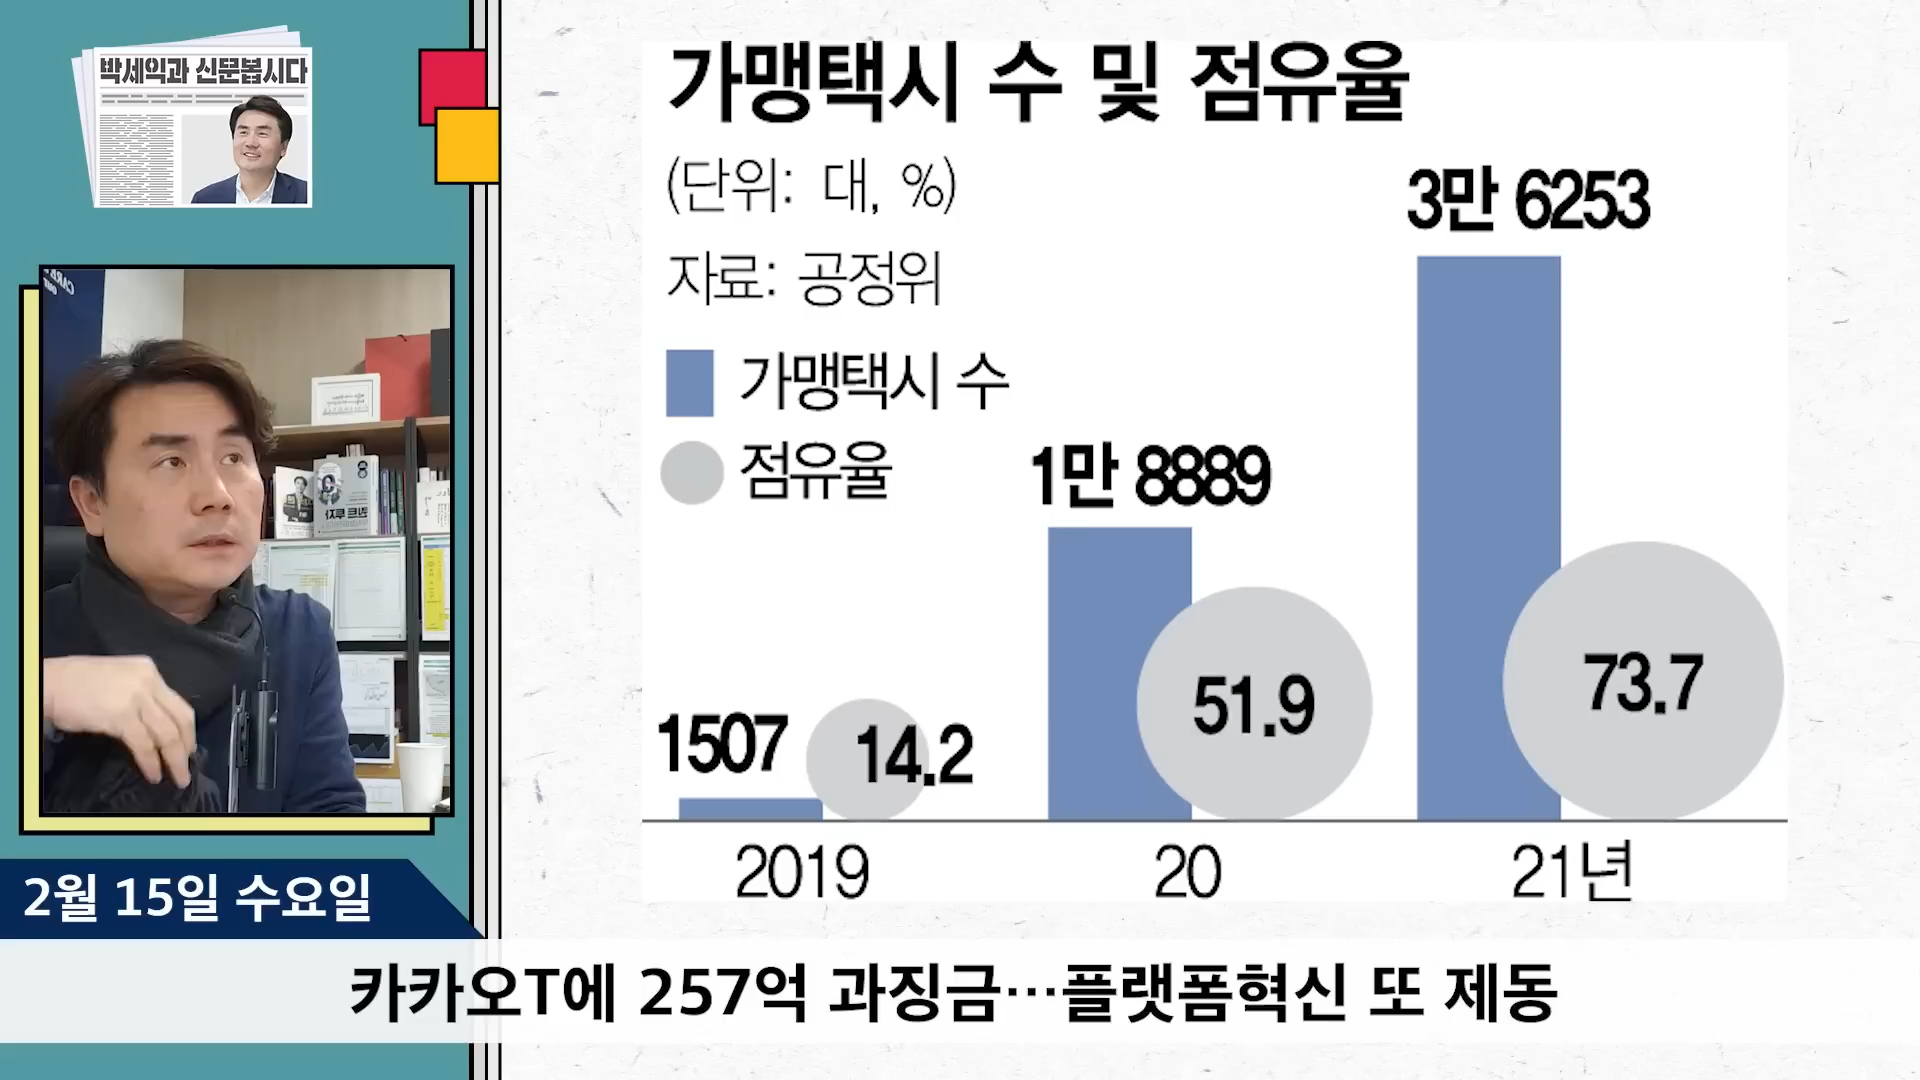 박세익과 신문봅시다
가맹택시 수 및 점유율
(단위: 대, %)
자료: 공정위
가맹택시 수
점유율
3만 6253
1만 8889
1507
14.2
51.9
73.7
2019
20
21년
2월 15일 수요일
카카오T에 257억 과징금…플랫폼혁신 또 제동